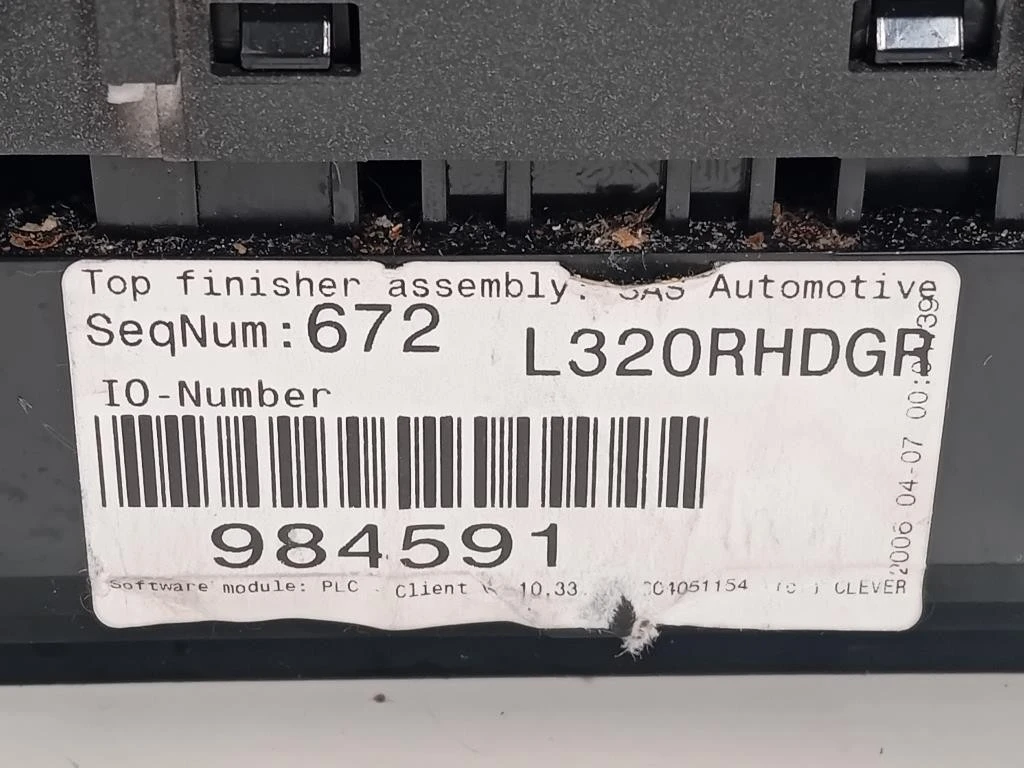 Top finisher assembly: SAS Automotive
SeqNum:672
L320RHDGR
IO-Number
984591
Software module: PLC Client 10.33. CLEVER
2006 04-07